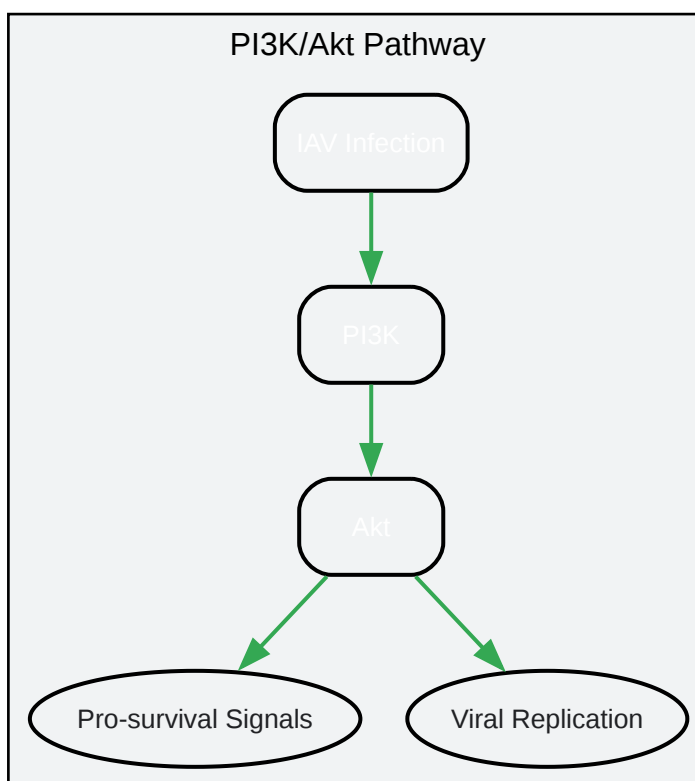 PI3K/Akt Pathway
IAV Infection
PI3K
Akt
Pro-survival Signals
Viral Replication